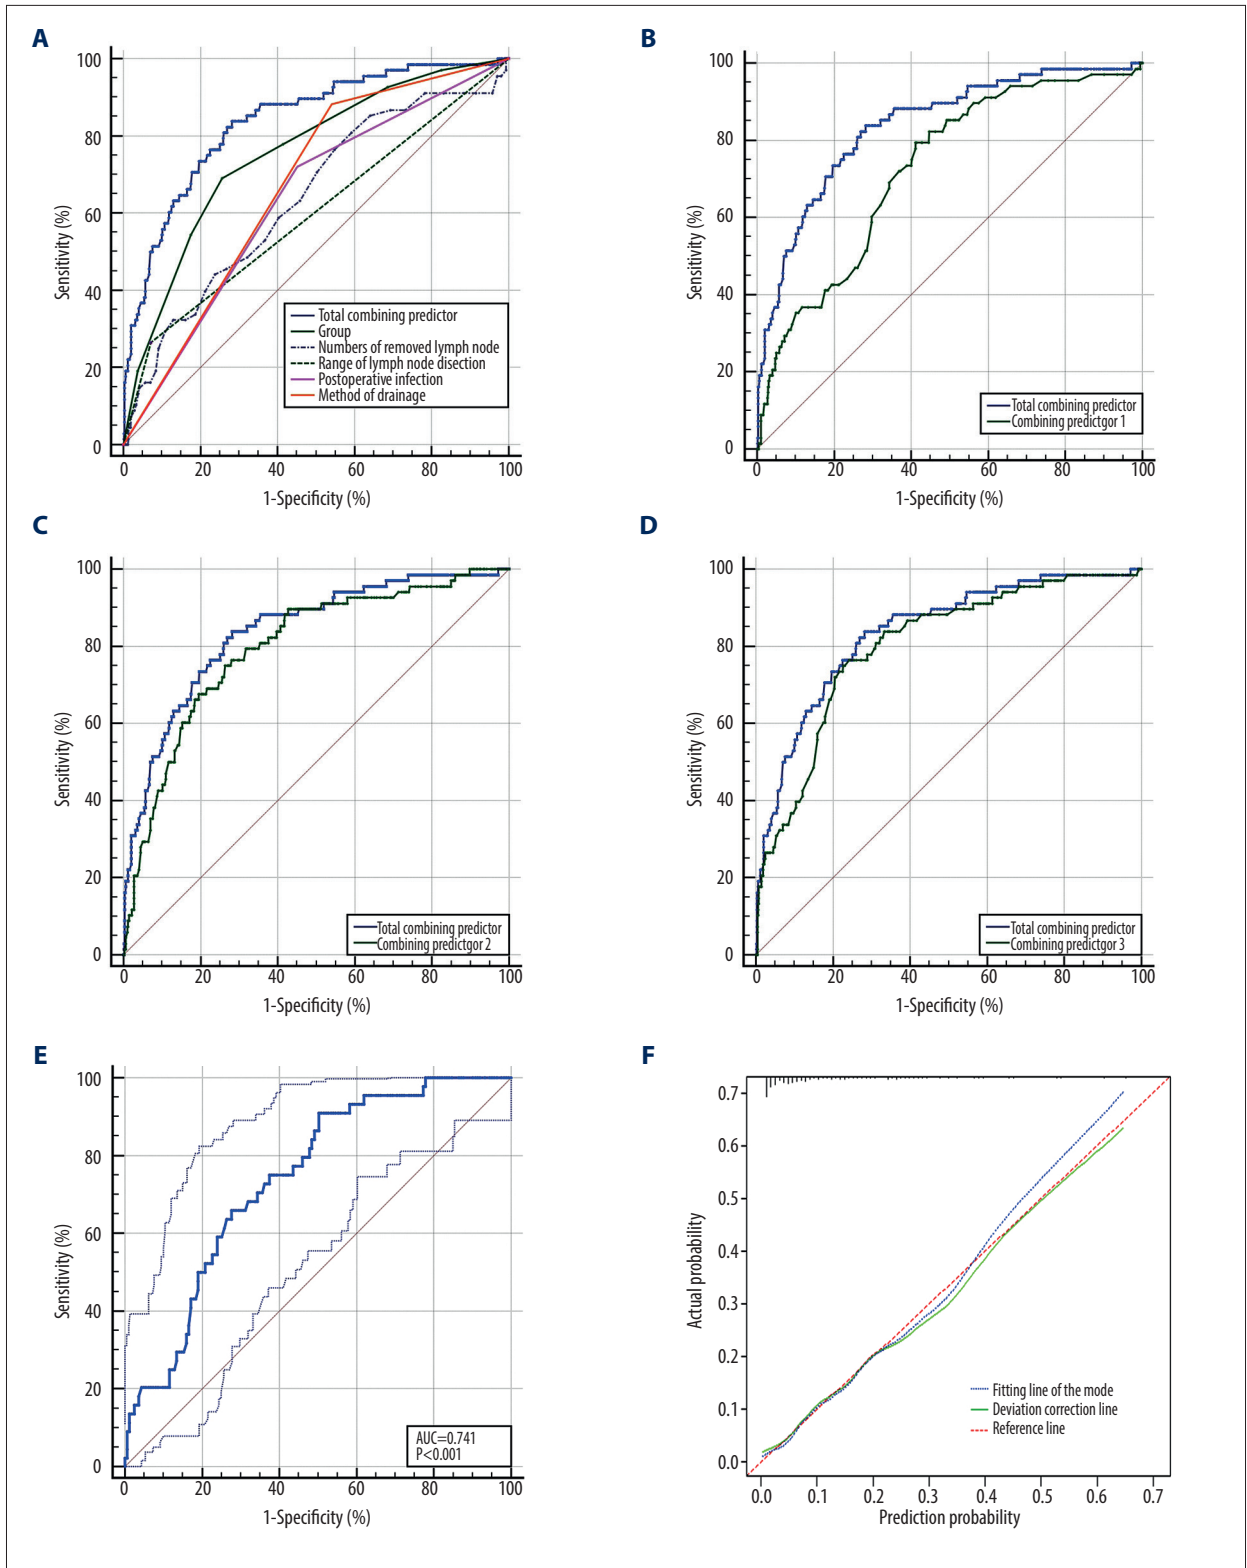 A
100
80
60
40
20
0
Sensitivity (%)
Total combining predictor
Group
Numbers of removed lymph node
Range of lymph node disection
Postoperative infection
Method of drainage
0 20 40 60 80 100
1-Specificity (%)
B
100
80
60
40
20
0
Sensitivity (%)
Total combining predictor
Combining predictgor 1
0 20 40 60 80 100
1-Specificity (%)
C
100
80
60
40
20
0
Sensitivity (%)
Total combining predictor
Combining predictgor 2
0 20 40 60 80 100
1-Specificity (%)
D
100
80
60
40
20
0
Sensitivity (%)
Total combining predictor
Combining predictgor 3
0 20 40 60 80 100
1-Specificity (%)
E
100
80
60
40
20
0
Sensitivity (%)
AUC=0.741
P<0.001
0 20 40 60 80 100
1-Specificity (%)
F
0.7
0.6
0.5
0.4
0.3
0.2
0.1
0.0
Actual probability
Fitting line of the mode
Deviation correction line
Reference line
0.0 0.1 0.2 0.3 0.4 0.5 0.6 0.7
Prediction probability